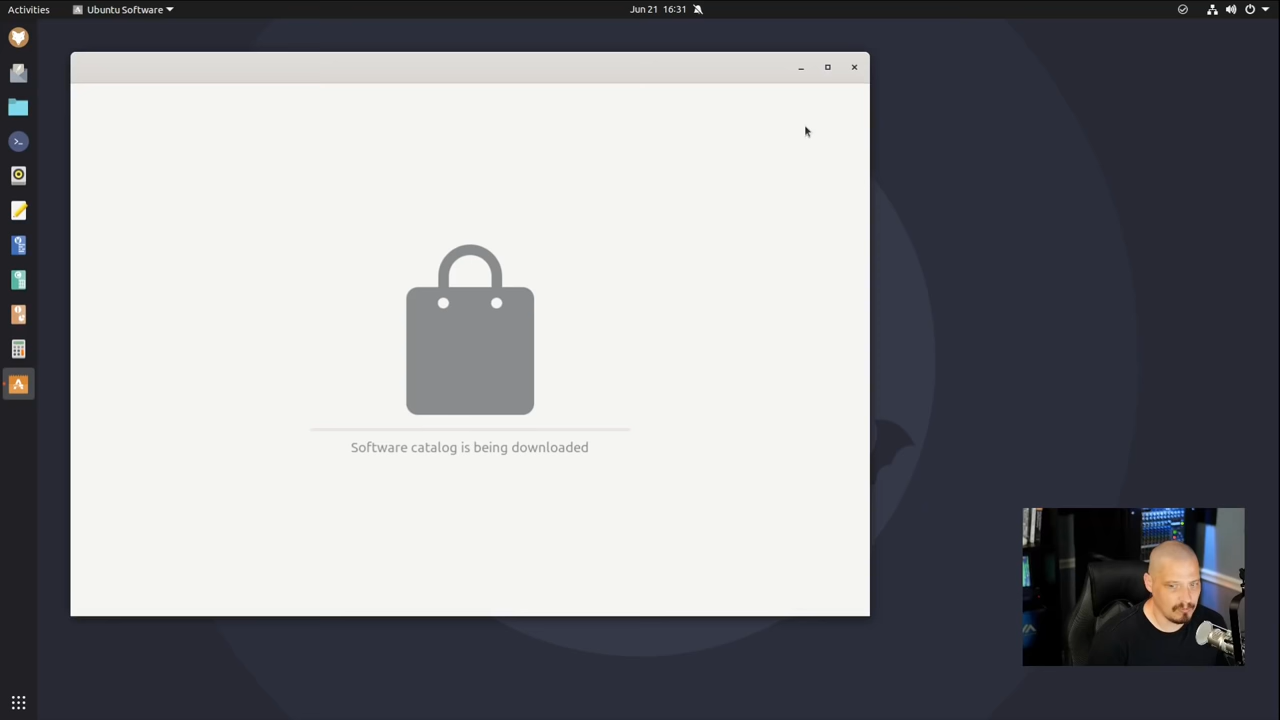 Activities
Ubuntu Software
Jun 21 16:31
Software catalog is being downloaded